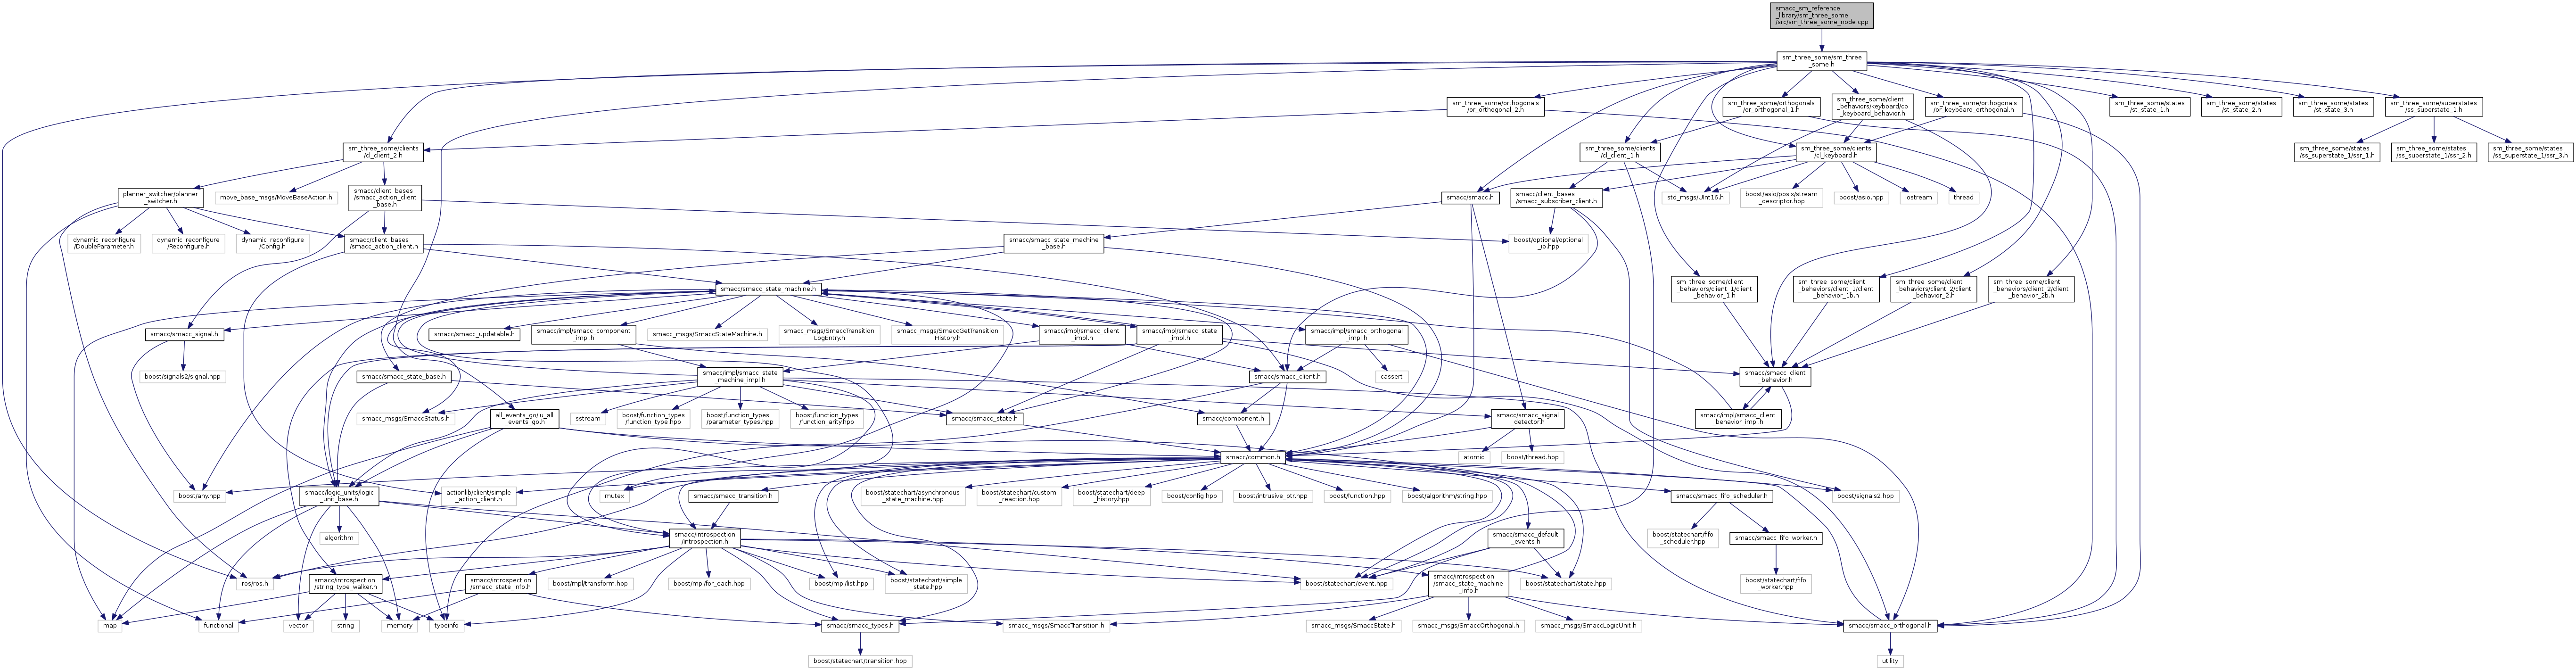 smacc_sm_reference
_library/sm_three_some
/src/sm_three_some_node.cpp
sm_three_some/sm_three
_some.h
sm_three_some/orthogonals
/or_orthogonal_2.h
sm_three_some/orthogonals
/or_orthogonal_1.h
sm_three_some/client
_behaviors/keyboard/cb
_keyboard_behavior.h
sm_three_some/orthogonals
/or_keyboard_orthogonal.h
sm_three_some/states
/st_state_1.h
sm_three_some/states
/st_state_2.h
sm_three_some/states
/st_state_3.h
sm_three_some/superstates
/ss_superstate_1.h
sm_three_some/clients
/cl_client_2.h
sm_three_some/clients
/cl_client_1.h
sm_three_some/clients
/cl_keyboard.h
sm_three_some/states
/ss_superstate_1/ssr_1.h
sm_three_some/states
/ss_superstate_1/ssr_2.h
sm_three_some/states
/ss_superstate_1/ssr_3.h
planner_switcher/planner
_switcher.h
move_base_msgs/MoveBaseAction.h
smacc/client_bases
/smacc_action_client
_base.h
smacc/smacc.h
smacc/client_bases
/smacc_subscriber_client.h
std_msgs/UInt16.h
boost/asio/posix/stream
_descriptor.hpp
boost/asio.hpp
iostream
thread
dynamic_reconfigure
/DoubleParameter.h
dynamic_reconfigure
/Reconfigure.h
dynamic_reconfigure
/Config.h
smacc/client_bases
/smacc_action_client.h
smacc/smacc_state_machine
_base.h
boost/optional/optional
_io.hpp
smacc/smacc_state_machine.h
sm_three_some/client
_behaviors/client_1/client
_behavior_1.h
sm_three_some/client
_behaviors/client_1/client
_behavior_1b.h
sm_three_some/client
_behaviors/client_2/client
_behavior_2.h
sm_three_some/client
_behaviors/client_2/client
_behavior_2b.h
smacc/smacc_signal.h
smacc/smacc_updatable.h
smacc/impl/smacc_component
_impl.h
smacc_msgs/SmaccStateMachine.h
smacc_msgs/SmaccTransition
LogEntry.h
smacc_msgs/SmaccGetTransition
History.h
smacc/impl/smacc_client
_impl.h
smacc/impl/smacc_state
_impl.h
smacc/impl/smacc_orthogonal
_impl.h
boost/signals2/signal.hpp
smacc/smacc_state_base.h
smacc/impl/smacc_state
_machine_impl.h
smacc/smacc_client.h
cassert
smacc/smacc_client
_behavior.h
smacc_msgs/SmaccStatus.h
all_events_go/lu_all
_events_go.h
sstream
boost/function_types
/function_type.hpp
boost/function_types
/parameter_types.hpp
boost/function_types
/function_arity.hpp
smacc/smacc_state.h
smacc/component.h
smacc/smacc_signal
_detector.h
smacc/impl/smacc_client
_behavior_impl.h
smacc/common.h
atomic
boost/thread.hpp
boost/any.hpp
smacc/logic_units/logic
_unit_base.h
actionlib/client/simple
_action_client.h
mutex
smacc/smacc_transition.h
boost/statechart/asynchronous
_state_machine.hpp
boost/statechart/custom
_reaction.hpp
boost/statechart/deep
_history.hpp
boost/config.hpp
boost/intrusive_ptr.hpp
boost/function.hpp
boost/algorithm/string.hpp
smacc/smacc_fifo_scheduler.h
boost/signals2.hpp
algorithm
smacc/introspection
/introspection.h
smacc/smacc_default
_events.h
boost/statechart/fifo
_scheduler.hpp
smacc/smacc_fifo_worker.h
ros/ros.h
smacc/introspection
/string_type_walker.h
smacc/introspection
/smacc_state_info.h
boost/mpl/transform.hpp
boost/mpl/for_each.hpp
boost/mpl/list.hpp
boost/statechart/simple
_state.hpp
boost/statechart/event.hpp
smacc/introspection
/smacc_state_machine
_info.h
boost/statechart/state.hpp
boost/statechart/fifo
_worker.hpp
map
functional
vector
string
memory
typeinfo
smacc/smacc_types.h
smacc_msgs/SmaccTransition.h
smacc_msgs/SmaccState.h
smacc_msgs/SmaccOrthogonal.h
smacc_msgs/SmaccLogicUnit.h
smacc/smacc_orthogonal.h
boost/statechart/transition.hpp
utility